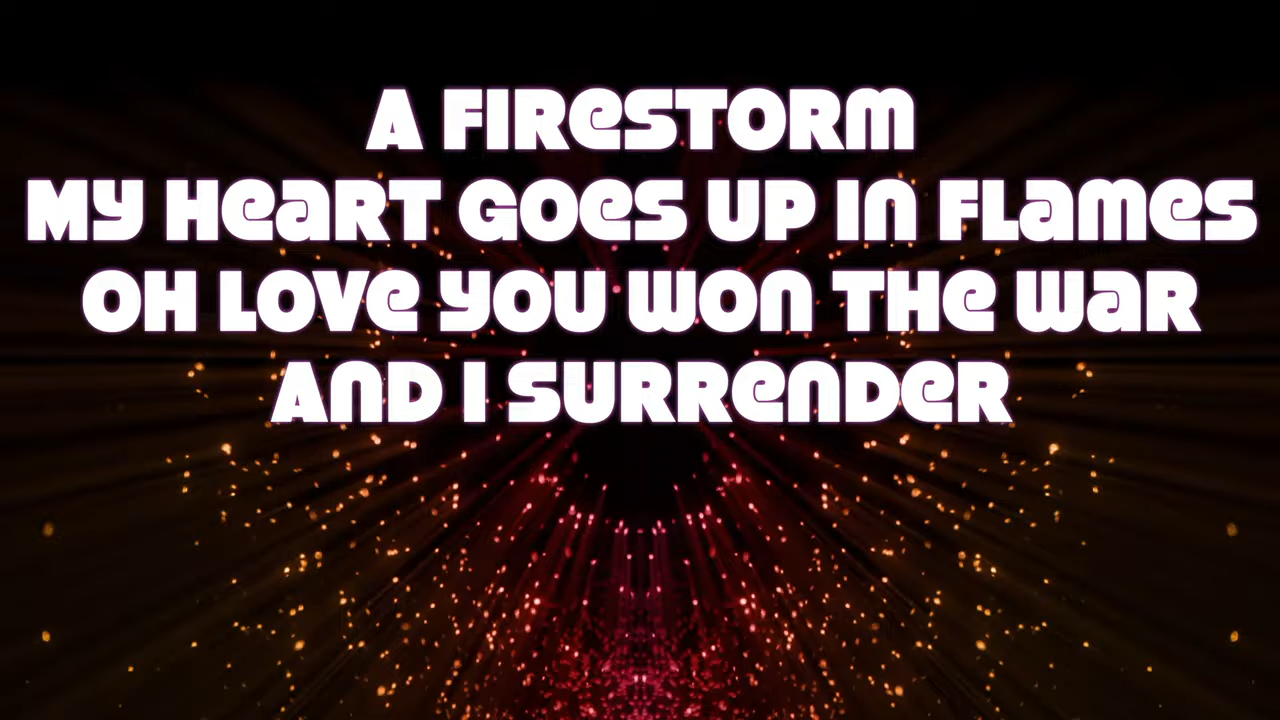 A FIRESTORM
MY HEART GOES UP IN FLAMES
OH LOVE YOU WON THE WAR
AND I SURRENDER